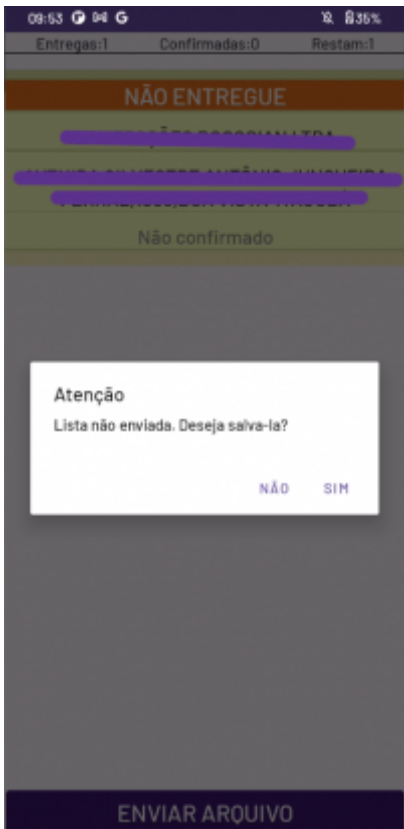 09:53 G 35%
Entregas:1 Confirmadas:0 Restam:1
NÃO ENTREGUE
Não confirmado
Atenção
Lista não enviada. Deseja salva-la?
NÃO SIM
ENVIAR ARQUIVO